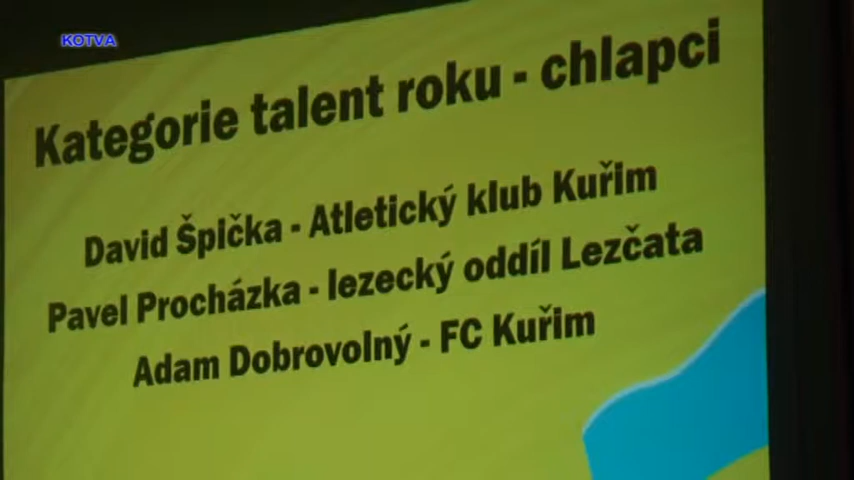 KOTVA
Kategorie talent roku - chlapci
David Špička - Atletický klub Kuřim
Pavel Procházka - lezecký oddíl Lezčata
Adam Dobrovolný - FC Kuřim